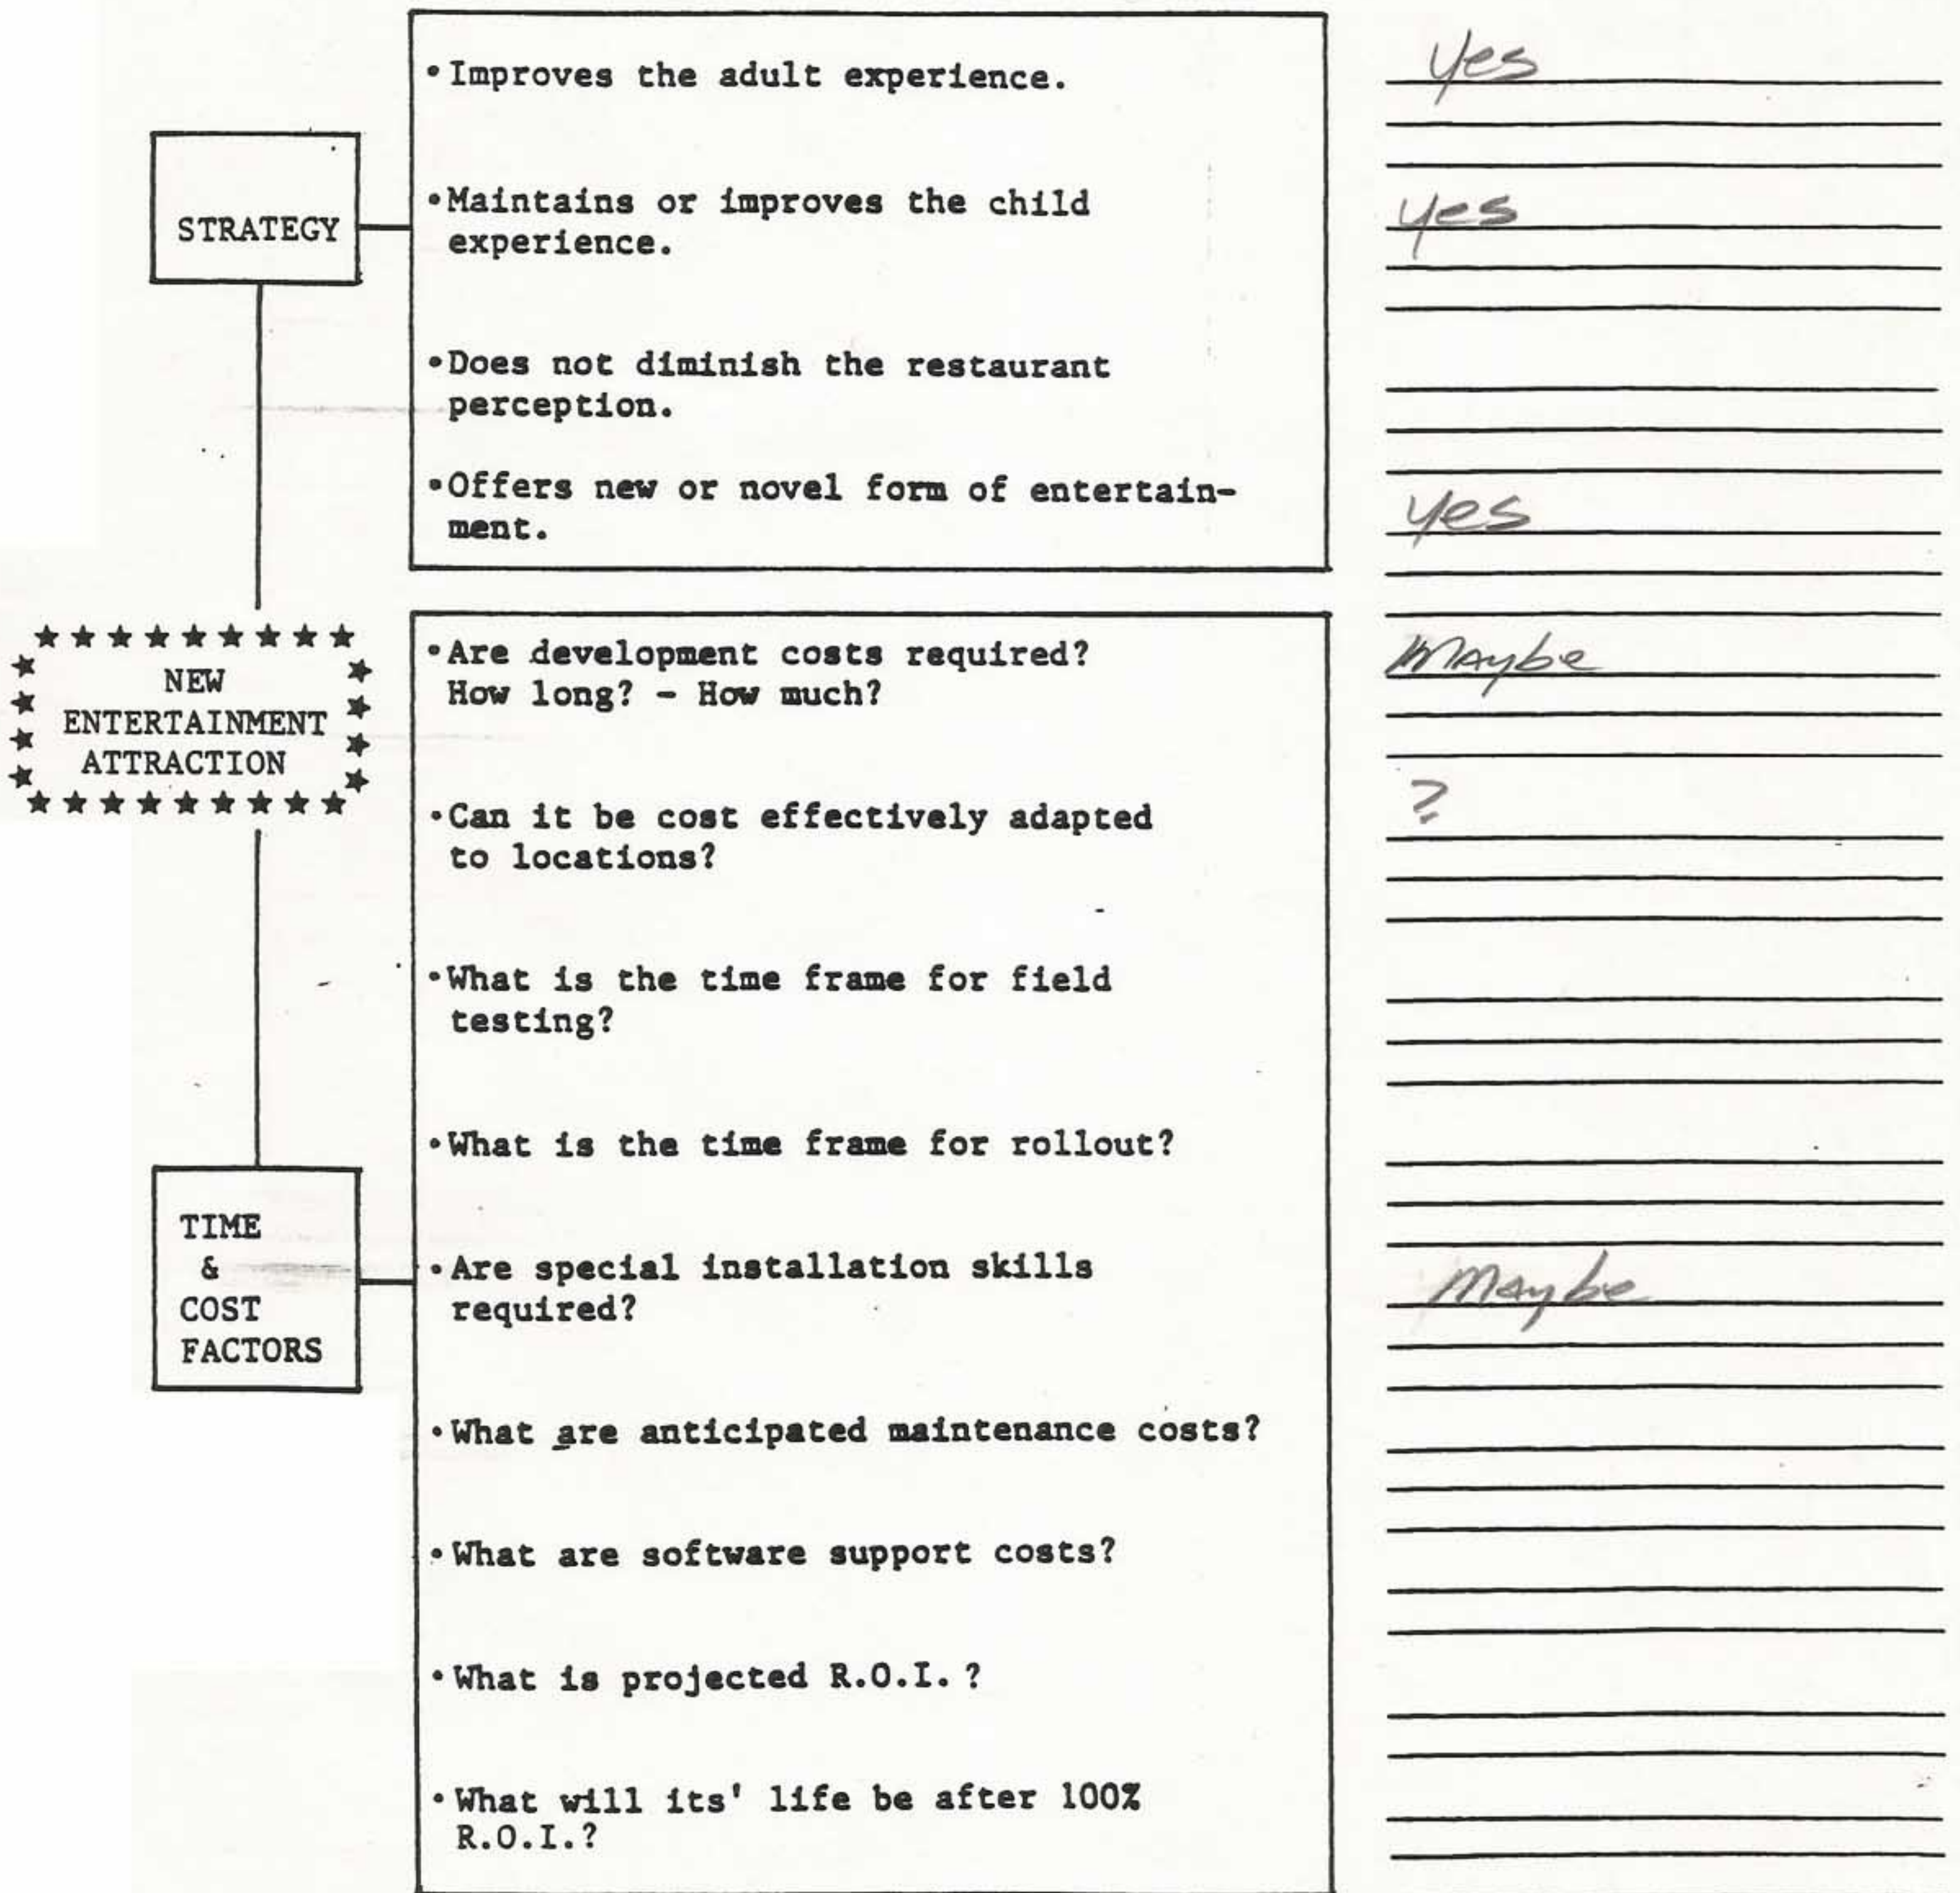 •Improves the adult experience.
yes
STRATEGY
•Maintains or improves the child
experience.
yes
•Does not diminish the restaurant
perception.
•Offers new or novel form of entertain-
ment.
yes
NEW
ENTERTAINMENT
ATTRACTION
•Are development costs required?
How long? - How much?
Maybe
•Can it be cost effectively adapted
to locations?
?
•What is the time frame for field
testing?
•What is the time frame for rollout?
TIME
&
COST
FACTORS
•Are special installation skills
required?
Maybe
•What are anticipated maintenance costs?
•What are software support costs?
•What is projected R.O.I. ?
•What will its' life be after 100%
R.O.I.?